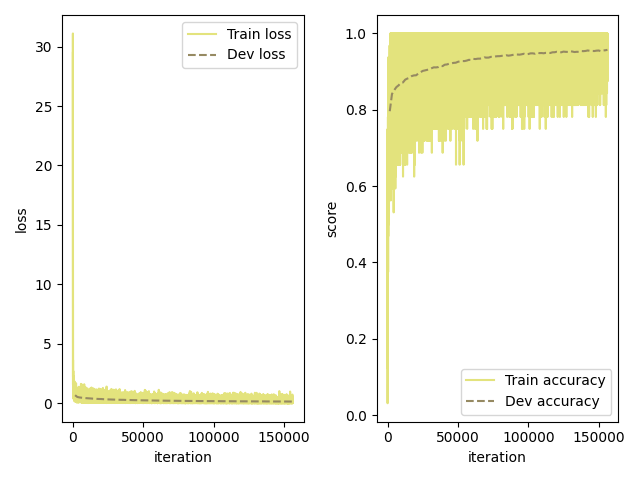 Train loss
Dev loss
30
25
20
15
10
5
0
loss
0 50000 100000 150000
iteration
1.0
0.8
0.6
0.4
0.2
0.0
score
Train accuracy
Dev accuracy
0 50000 100000 150000
iteration